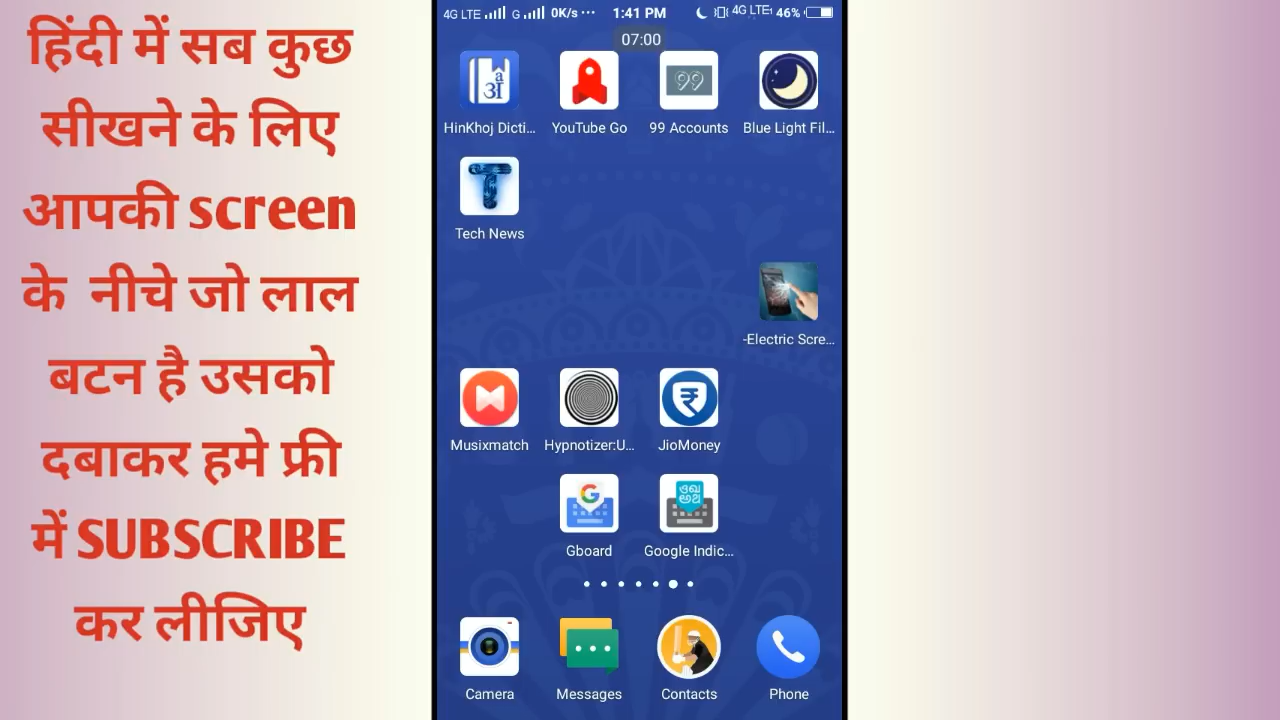 हिंदी में सब कुछ
सीखने के लिए
आपकी screen
के नीचे जो लाल
बटन है उसको
दबाकर हमे फ्री
में SUBSCRIBE
कर लीजिए
4G LTE G 0K/s ··· 1:41 PM 4G LTE 46%
07:00
HinKhoj Dicti... YouTube Go 99 Accounts Blue Light Fil...
Tech News
-Electric Scre...
Musixmatch Hypnotizer:U... JioMoney
Gboard Google Indic...
Camera Messages Contacts Phone